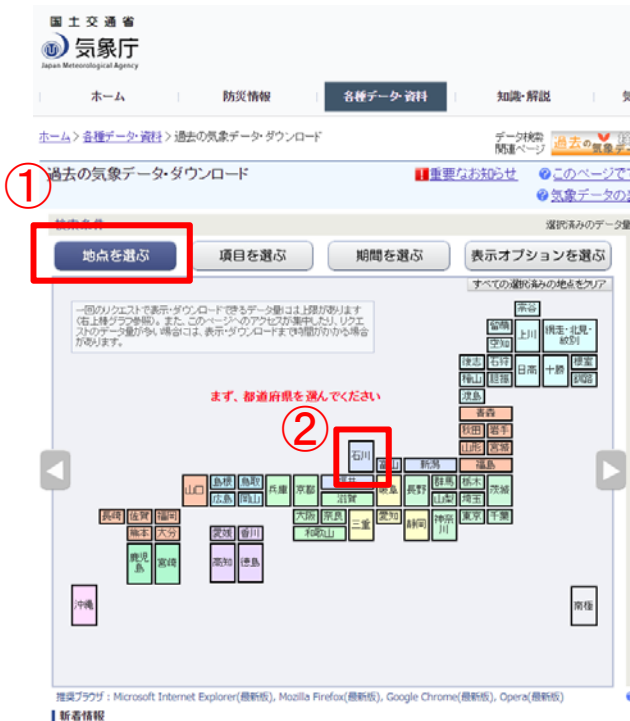 国土交通省
気象庁
Japan Meteorological Agency
ホーム
防災情報
各種データ・資料
知識・解説
ホーム > 各種データ・資料 > 過去の気象データ・ダウンロード
データ検索
関連ページ
過去の気象デー
①
過去の気象データ・ダウンロード
重要なお知らせ
このページで
気象データの
検索条件
選択済みのデータ量
地点を選ぶ
項目を選ぶ
期間を選ぶ
表示オプションを選ぶ
すべての選択済みの地点をクリア
一回のリクエストで表示・ダウンロードできるデータ量には上限があります
(右上棒グラフ参照)。また、このページへのアクセスが集中したり、リクエ
ストのデータ量が多い場合には、表示・ダウンロードまで時間がかかる場合
があります。
まず、都道府県を選んでください
②
宗谷
留萌
上川
網走・北見・
紋別
空知
後志
石狩
日高
十勝
根室
檜山
胆振
釧路
渡島
青森
秋田
岩手
山形
宮城
石川
富山
新潟
福島
山口
島根
鳥取
兵庫
京都
福井
岐阜
長野
群馬
栃木
茨城
広島
岡山
滋賀
山梨
埼玉
長崎
佐賀
福岡
大阪
奈良
三重
愛知
静岡
神奈
川
東京
千葉
熊本
大分
愛媛
香川
和歌山
鹿児
島
宮崎
高知
徳島
沖縄
南極
推奨ブラウザ : Microsoft Internet Explorer(最新版), Mozilla Firefox(最新版), Google Chrome(最新版), Opera(最新版)
新着情報